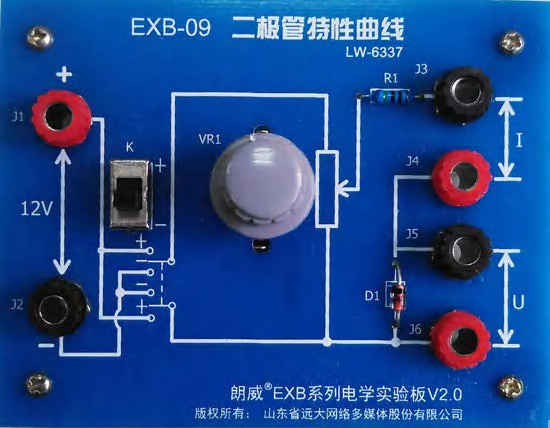 EXB-09 二极管特性曲线
LW-6337
R1 J3
J1 +
K VR1
+
J4 I
12V
-
J5
+
-
-
+
J2
D1 U
J6
-
朗威®EXB系列电学实验板V2.0
版权所有: 山东省远大网络多媒体股份有限公司